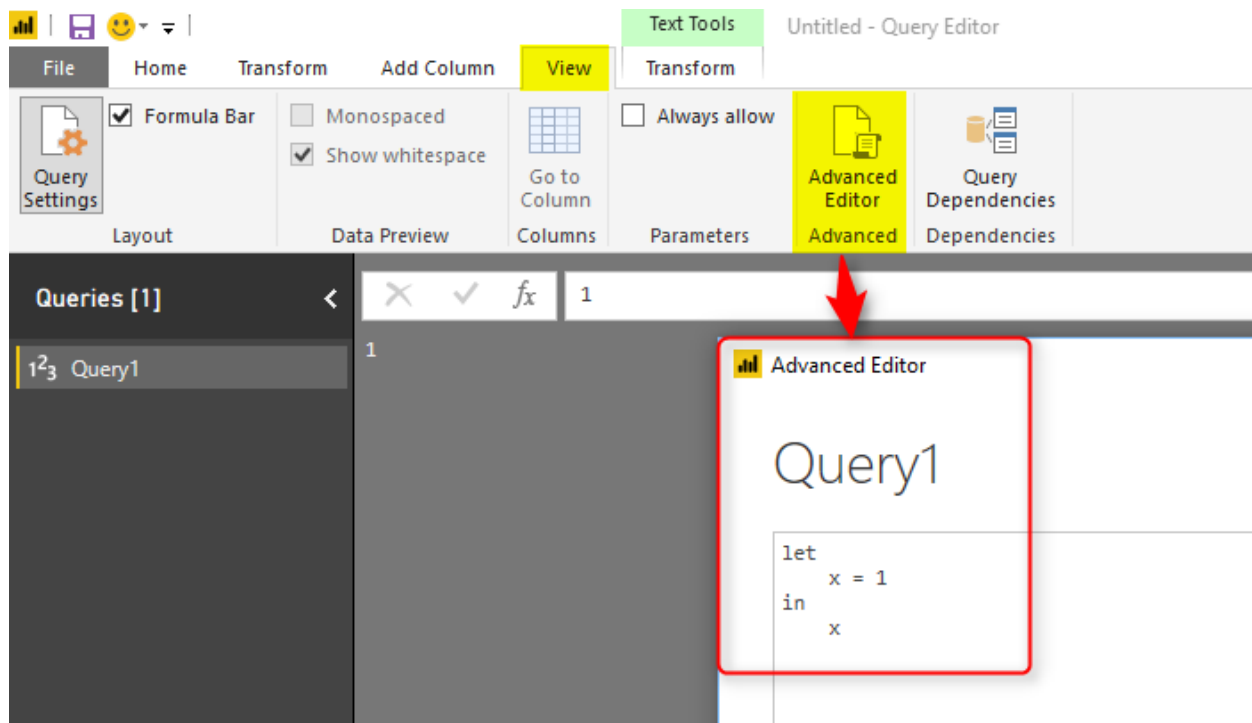 Text Tools
Untitled - Query Editor
File
Home
Transform
Add Column
View
Transform
Query Settings
Formula Bar
Layout
Monospaced
Show whitespace
Data Preview
Go to
Column
Columns
Always allow
Parameters
Advanced
Editor
Advanced
Query
Dependencies
Dependencies
Queries [1]
fx
1
1²3 Query1
1
Advanced Editor
Query1
let
x = 1
in
x